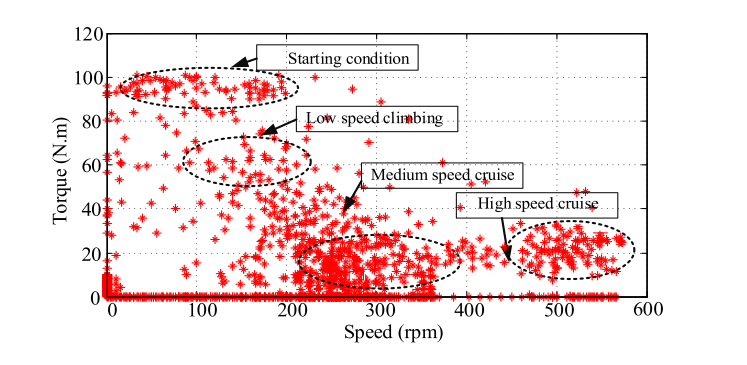 120
100
80
60
40
20
0
Torque (N.m)
Starting condition
Low speed climbing
Medium speed cruise
High speed cruise
0 100 200 300 400 500 600
Speed (rpm)